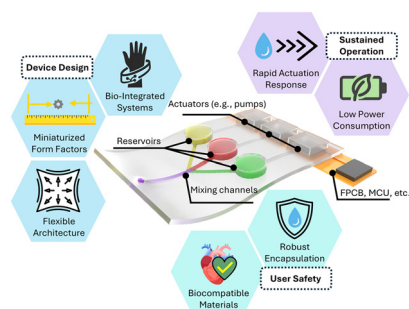 Device Design
Bio-Integrated
Systems
Miniaturized
Form Factors
Flexible
Architecture
Sustained
Operation
Rapid Actuation
Response
Low Power
Consumption
Actuators (e.g., pumps)
Reservoirs
Mixing channels
FPCB, MCU, etc.
Robust
Encapsulation
User Safety
Biocompatible
Materials